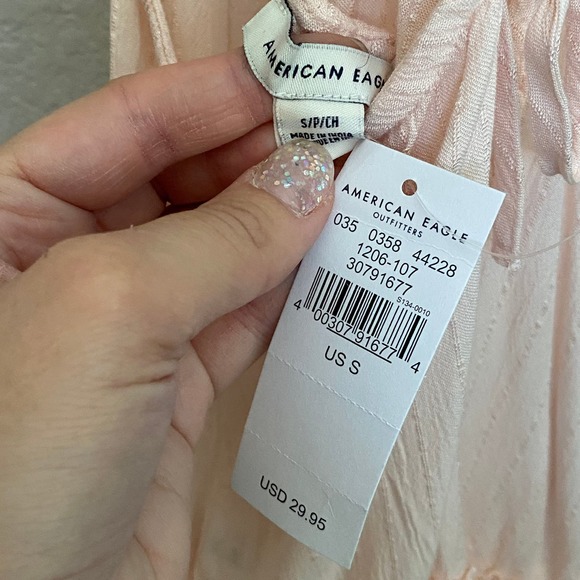 AMERICAN EAGLE
S/P/CH
MADE IN INDIA
AMERICAN EAGLE
OUTFITTERS
035 0358 44228
1206-107
30791677
S134-0010
4 00307 91677 4
US S
USD 29.95